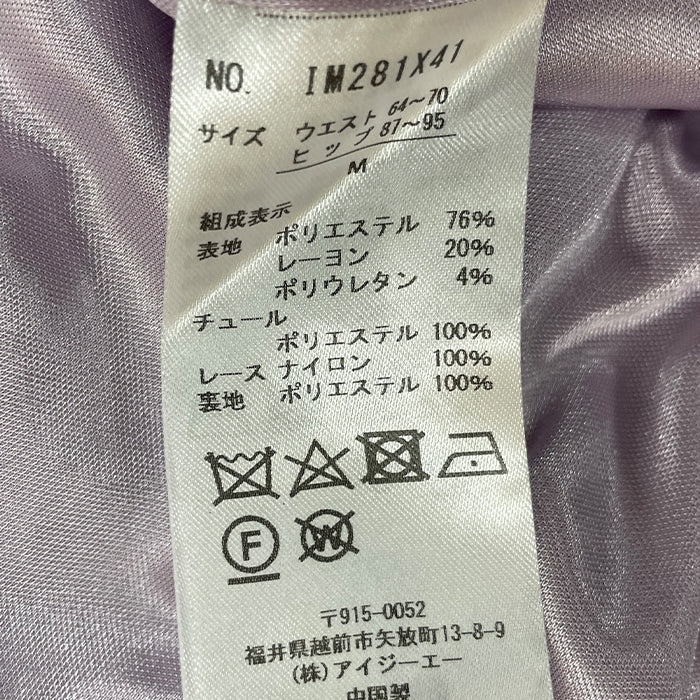 NO. IM281X41
サイズ ウエスト 64~70
ヒップ 87~95
M
組成表示
表地 ポリエステル 76%
レーヨン 20%
ポリウレタン 4%
チュール
ポリエステル 100%
レース ナイロン 100%
裏地 ポリエステル 100%
F W
〒915-0052
福井県越前市矢放町13-8-9
(株)アイジーエー
中国製